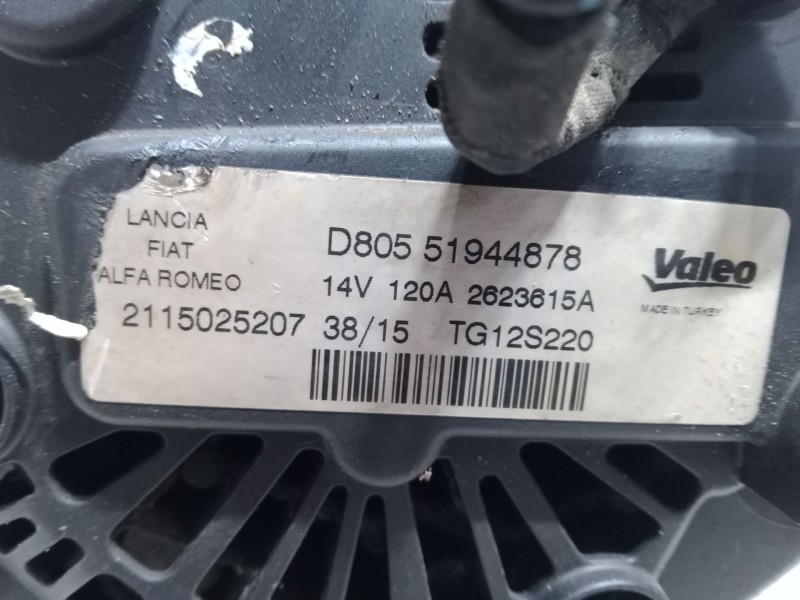 LANCIA
FIAT
ALFA ROMEO
D805 51944878
14V 120A 2623615A
2115025207 38/15 TG12S220
Valeo
MADE IN TURKEY